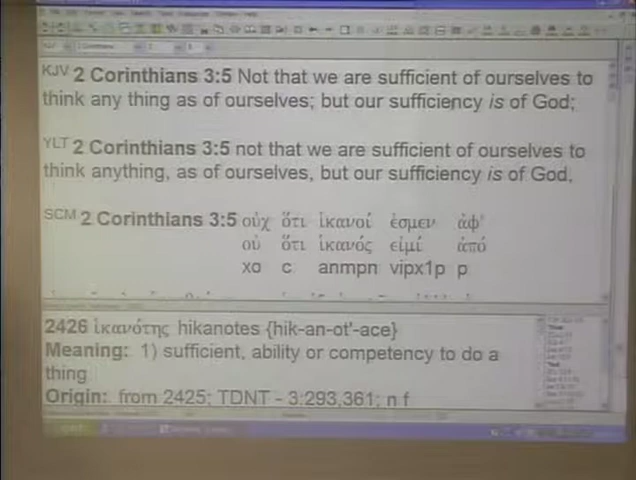 KJV 2 Corinthians 3:5 Not that we are sufficient of ourselves to
think any thing as of ourselves; but our sufficiency is of God;
YLT 2 Corinthians 3:5 not that we are sufficient of ourselves to
think anything, as of ourselves, but our sufficiency is of God,
SCM 2 Corinthians 3:5 οὐχ ὅτι ἱκανοί ἐσμεν ἀφ'
οὐ ὅτι ἱκανός εἰμί ἀπό
xo c anmpn vipx1p p
2426 ἱκανότης hikanotes {hik-an-ot'-ace}
Meaning: 1) sufficient, ability or competency to do a
thing
Origin: from 2425; TDNT - 3:293,361; n f